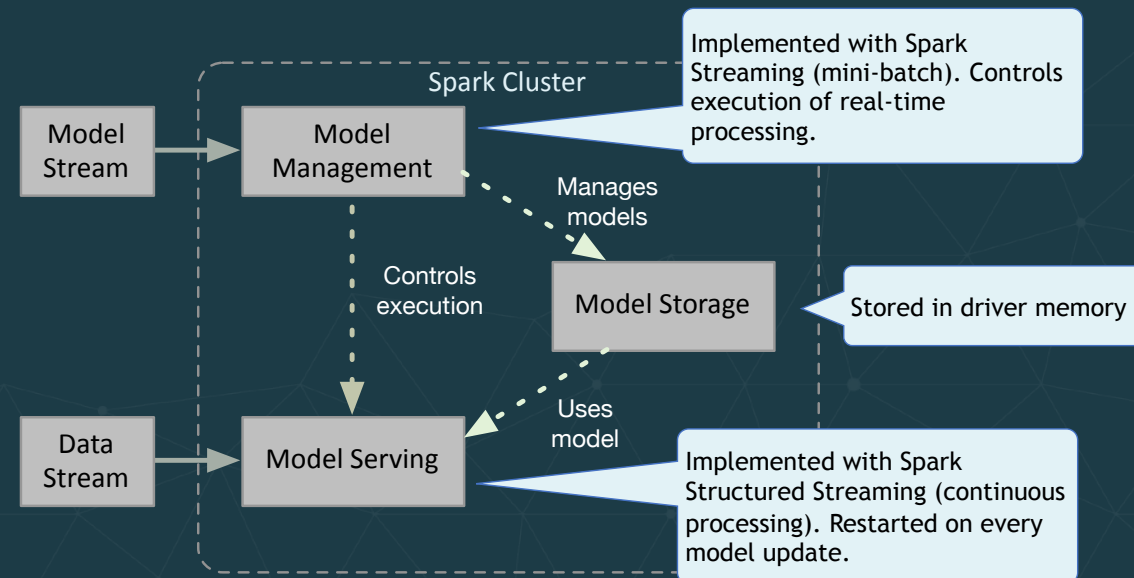 Implemented with Spark
Streaming (mini-batch). Controls
execution of real-time
processing.
Spark Cluster
Model
Stream
Model
Management
Manages
models
Controls
execution
Model Storage
Stored in driver memory
Uses
model
Data
Stream
Model Serving
Implemented with Spark
Structured Streaming (continuous
processing). Restarted on every
model update.